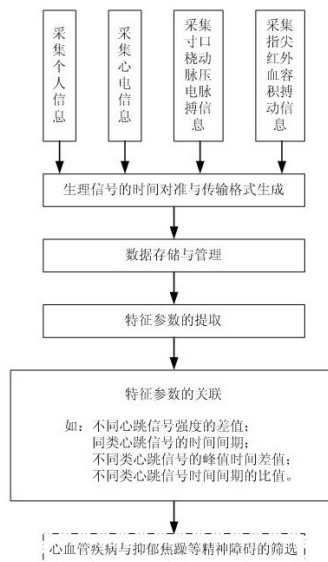 采集个人信息
采集心电信息
采集寸口桡动脉压电脉搏信息
采集指尖红外血容积搏动信息
生理信号的时间对准与传输格式生成
数据存储与管理
特征参数的提取
特征参数的关联
如：不同心跳信号强度的差值；
同类心跳信号的时间间期；
不同类心跳信号的峰值时间差值；
不同类心跳信号时间间期的比值。
心血管疾病与抑郁焦躁等精神障碍的筛选